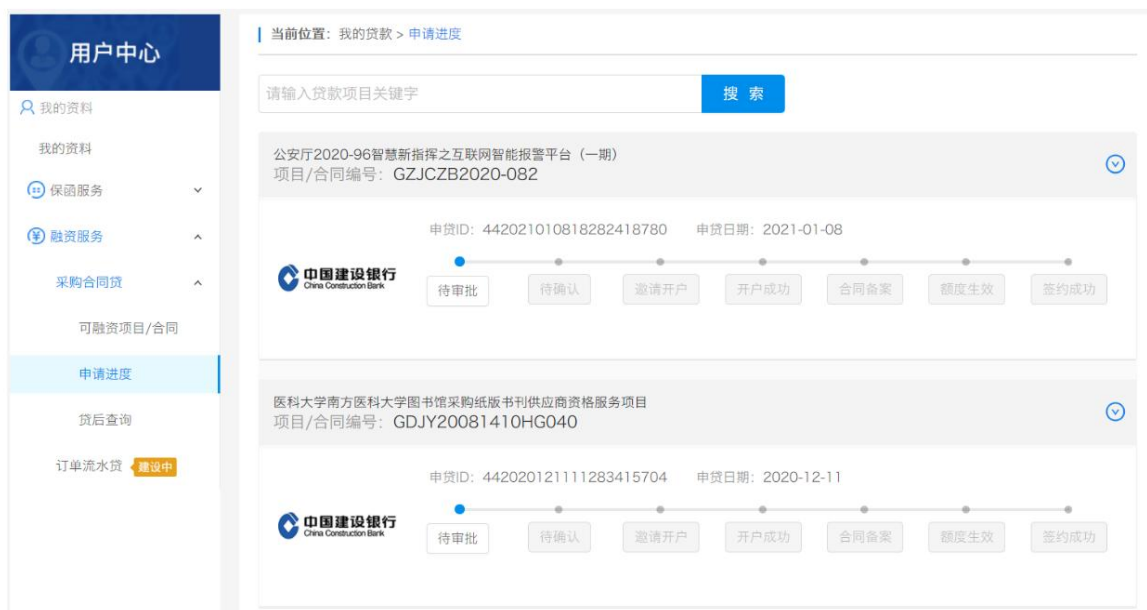 用户中心
我的资料
我的资料
保函服务
融资服务
采购合同贷
可融资项目/合同
申请进度
贷后查询
订单流水贷 建设中
当前位置：我的贷款 > 申请进度
请输入贷款项目关键字
搜 索
公安厅2020-96智慧新指挥之互联网智能报警平台（一期）
项目/合同编号：GZJCZB2020-082
申贷ID：442021010818282418780 申贷日期：2021-01-08
中国建设银行
China Construction Bank
待审批 待确认 邀请开户 开户成功 合同备案 额度生效 签约成功
医科大学南方医科大学图书馆采购纸版书刊供应商资格服务项目
项目/合同编号：GDJY20081410HG040
申贷ID：442020121111283415704 申贷日期：2020-12-11
中国建设银行
China Construction Bank
待审批 待确认 邀请开户 开户成功 合同备案 额度生效 签约成功